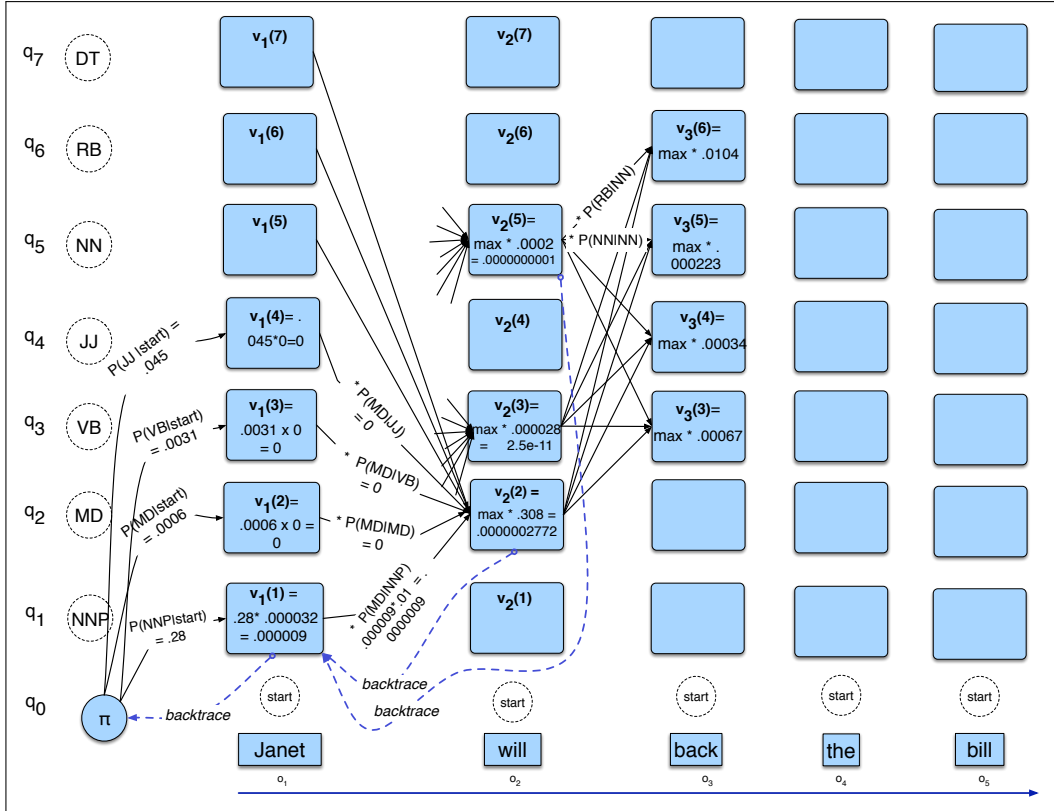 q7 DT
v1(7)
v2(7)
q6 RB
v1(6)
v2(6)
v3(6)=
max * .0104
* P(RB|NN)
q5 NN
v1(5)
v2(5)=
max * .0002
= .0000000001
* P(NN|NN)
v3(5)=
max * .
000223
q4 JJ
P(JJ |start) =
.045
v1(4)= .
045*0=0
* P(MD|JJ)
= 0
v2(4)
v3(4)=
max * .00034
q3 VB
P(VB|start)
= .0031
v1(3)=
.0031 x 0
= 0
* P(MD|VB)
= 0
v2(3)=
max * .000028
= 2.5e-11
v3(3)=
max * .00067
q2 MD
P(MD|start)
= .0006
v1(2)=
.0006 x 0 =
0
* P(MD|MD)
= 0
v2(2) =
max * .308 =
.0000002772
q1 NNP
P(NNP|start)
= .28
v1(1) =
.28* .000032
= .000009
* P(MD|NNP)
.000009*.01 = .
0000009
v2(1)
q0
π
backtrace
start
backtrace
backtrace
start
start
start
start
Janet will back the bill
o1 o2 o3 o4 o5